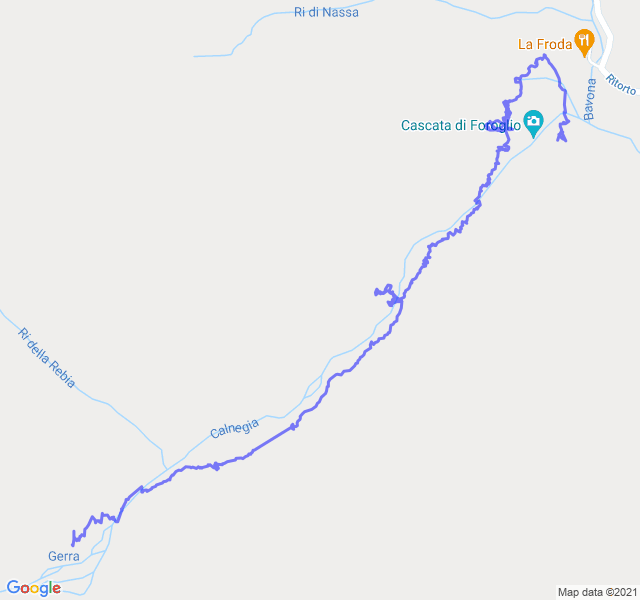 Ri di Nassa
La Froda
Ritorto
Bavona
Cascata di Foroglio
Ri della Rebia
Calnegia
Gerra
Google
Map data ©2021